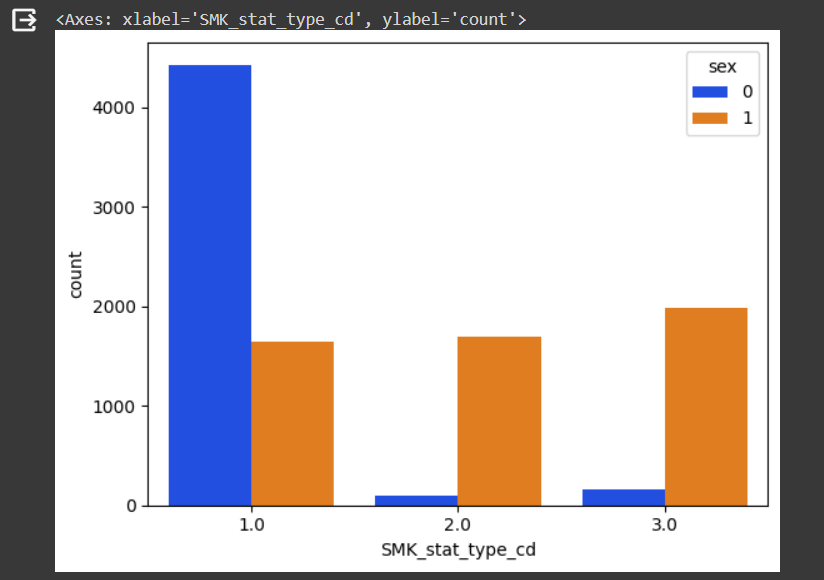 <Axes: xlabel='SMK_stat_type_cd', ylabel='count'>
sex
0
1
4000
3000
2000
1000
0
count
1.0 2.0 3.0
SMK_stat_type_cd